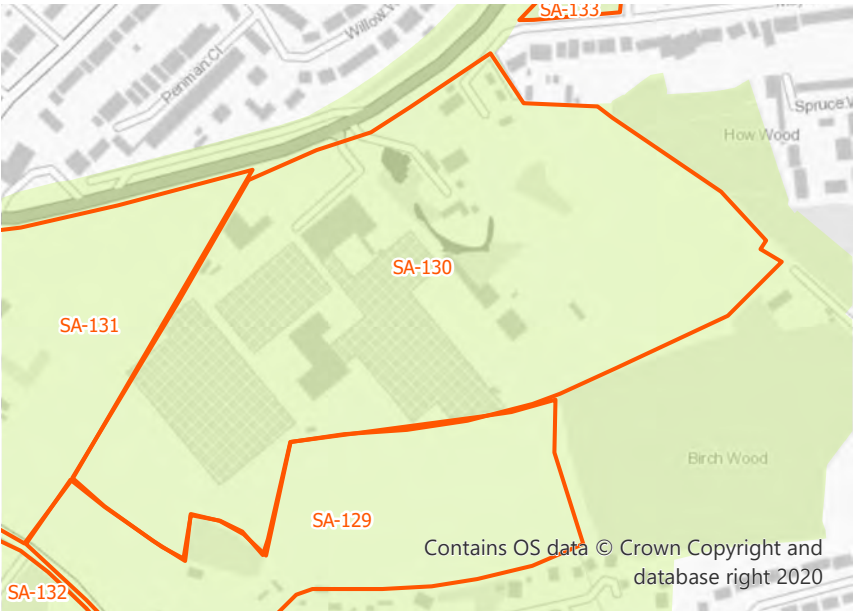 SA-133
Willow
Penman Cl
Spruce
How Wood
SA-130
SA-131
Birch Wood
SA-129
Contains OS data © Crown Copyright and
database right 2020
SA-132